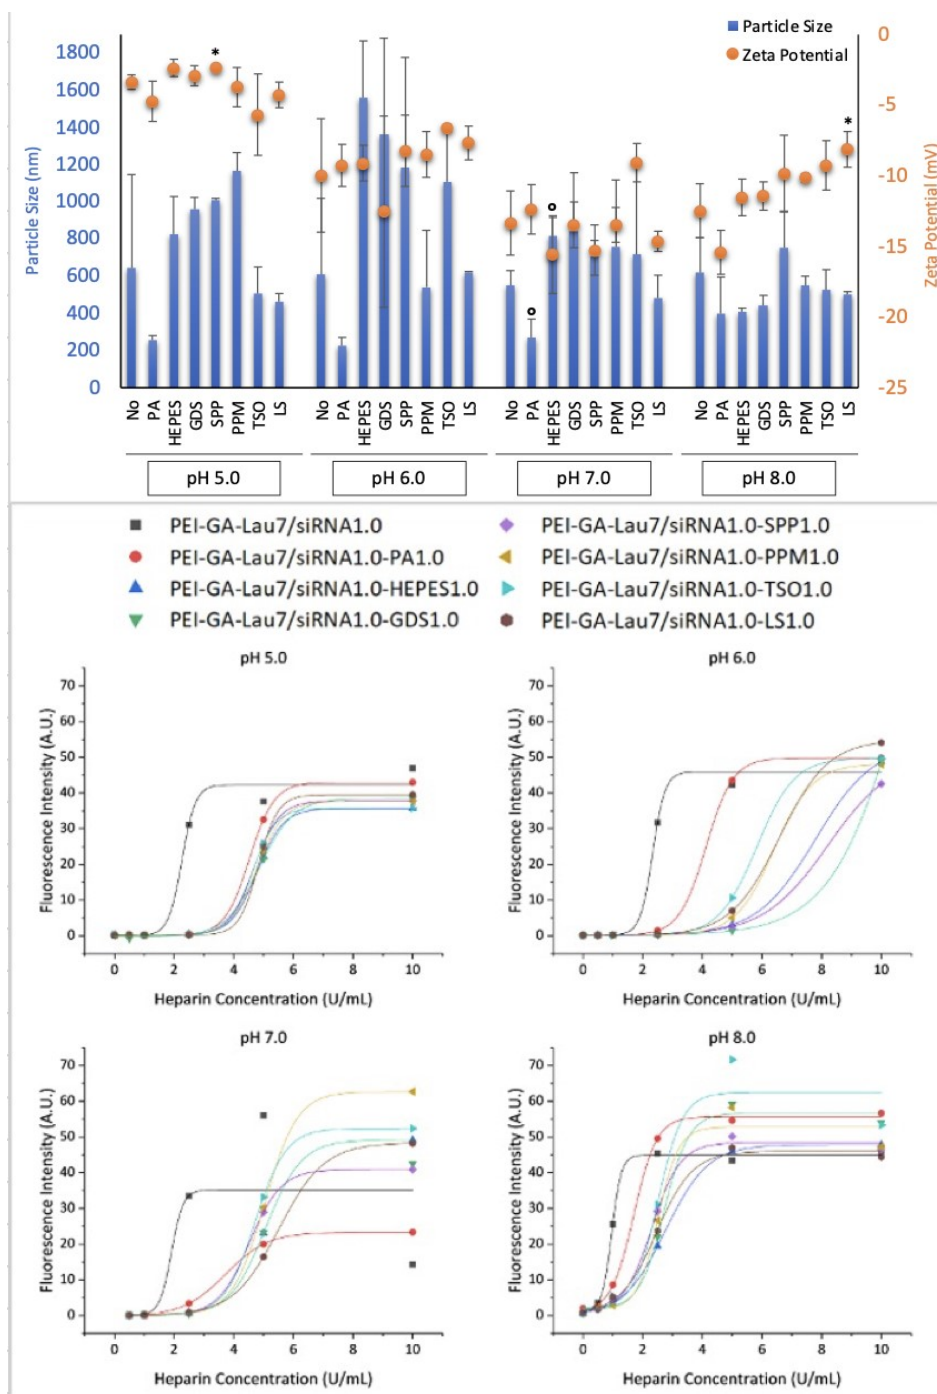 Particle Size
Zeta Potential
Particle Size (nm)
1800
1600
1400
1200
1000
800
600
400
200
0
*
o
o
*
0
-5
-10
-15
-20
-25
Zeta Potential (mV)
No PA HEPES GDS SPP PPM TSO LS No PA HEPES GDS SPP PPM TSO LS No PA HEPES GDS SPP PPM TSO LS No PA HEPES GDS SPP PPM TSO LS
pH 5.0 pH 6.0 pH 7.0 pH 8.0
PEI-GA-Lau7/siRNA1.0 PEI-GA-Lau7/siRNA1.0-SPP1.0
PEI-GA-Lau7/siRNA1.0-PA1.0 PEI-GA-Lau7/siRNA1.0-PPM1.0
PEI-GA-Lau7/siRNA1.0-HEPES1.0 PEI-GA-Lau7/siRNA1.0-TSO1.0
PEI-GA-Lau7/siRNA1.0-GDS1.0 PEI-GA-Lau7/siRNA1.0-LS1.0
pH 5.0
Fluorescence Intensity (A.U.)
70
60
50
40
30
20
10
0
0 2 4 6 8 10
Heparin Concentration (U/mL)
pH 6.0
Fluorescence Intensity (A.U.)
70
60
50
40
30
20
10
0
0 2 4 6 8 10
Heparin Concentration (U/mL)
pH 7.0
Fluorescence Intensity (A.U.)
70
60
50
40
30
20
10
0
0 2 4 6 8 10
Heparin Concentration (U/mL)
pH 8.0
Fluorescence Intensity (A.U.)
70
60
50
40
30
20
10
0
0 2 4 6 8 10
Heparin Concentration (U/mL)